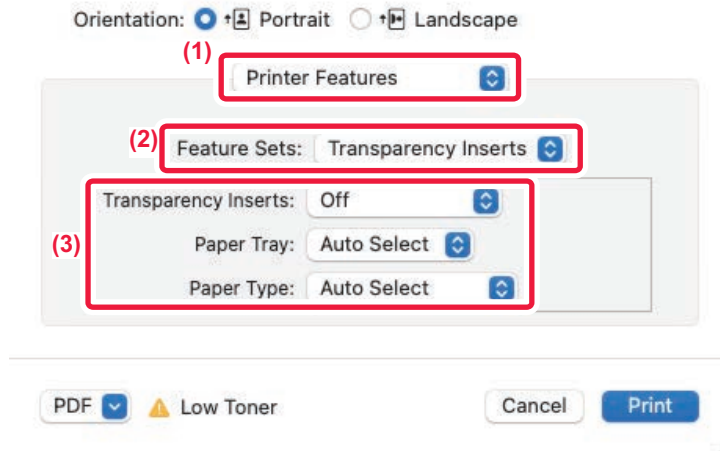 Orientation: Portrait Landscape
(1)
Printer Features
(2)
Feature Sets: Transparency Inserts
Transparency Inserts: Off
(3)
Paper Tray: Auto Select
Paper Type: Auto Select
PDF Low Toner Cancel Print